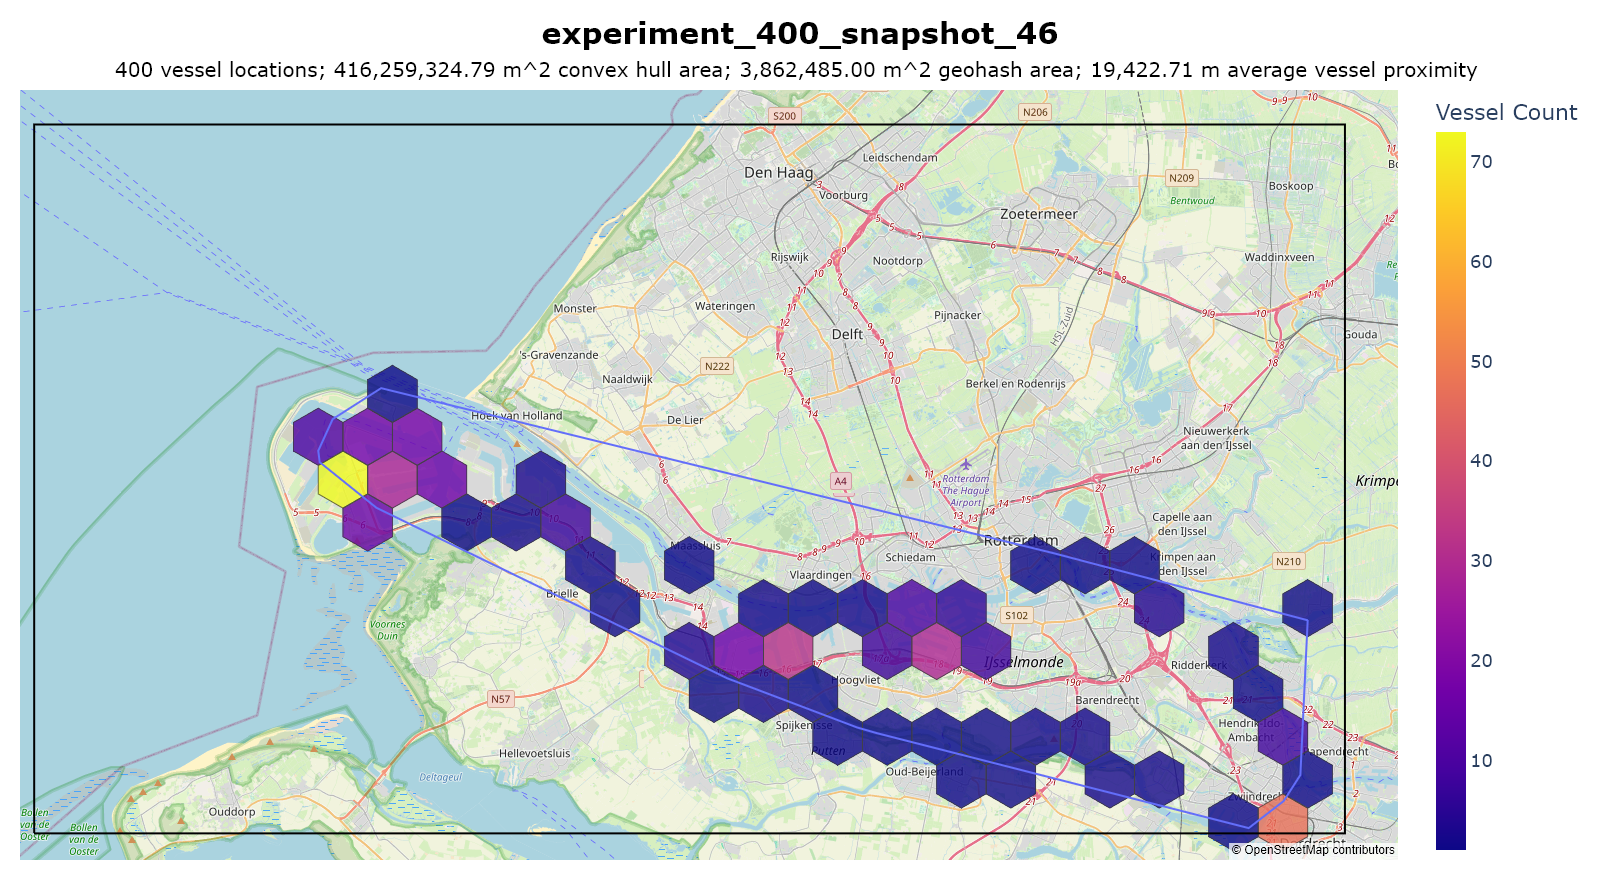 experiment_400_snapshot_46
400 vessel locations; 416,259,324.79 m^2 convex hull area; 3,862,485.00 m^2 geohash area; 19,422.71 m average vessel proximity
Vessel Count
70
60
50
40
30
20
10
S200
N206
Den Haag
Leidschendam
Voorburg
N209
Boskoop
Bentwoud
Zoetermeer
Rijswijk
Nootdorp
Waddinxveen
Monster
Wateringen
Pijnacker
HSL-Zuid
Delft
Gouda
's-Gravenzande
N222
Naaldwijk
Berkel en Rodenrijs
Hoek van Holland
De Lier
Nieuwerkerk
aan den IJssel
A4
Rotterdam
The Hague
Airport
Capelle aan
den IJssel
Maassluis
Rotterdam
Schiedam
Krimpen aan
den IJssel
N210
Vlaardingen
Brielle
S102
Voornes
Duin
IJsselmonde
Ridderkerk
Hoogvliet
N57
Barendrecht
Spijkenisse
Hendrik-Ido-
Ambacht
Papendrecht
Hellevoetsluis
Putten
Oud-Beijerland
Deltageul
Zwijndrecht
Ouddorp
Bollen
van de
Ooster
Bollen
van de
Ooster
© OpenStreetMap contributors